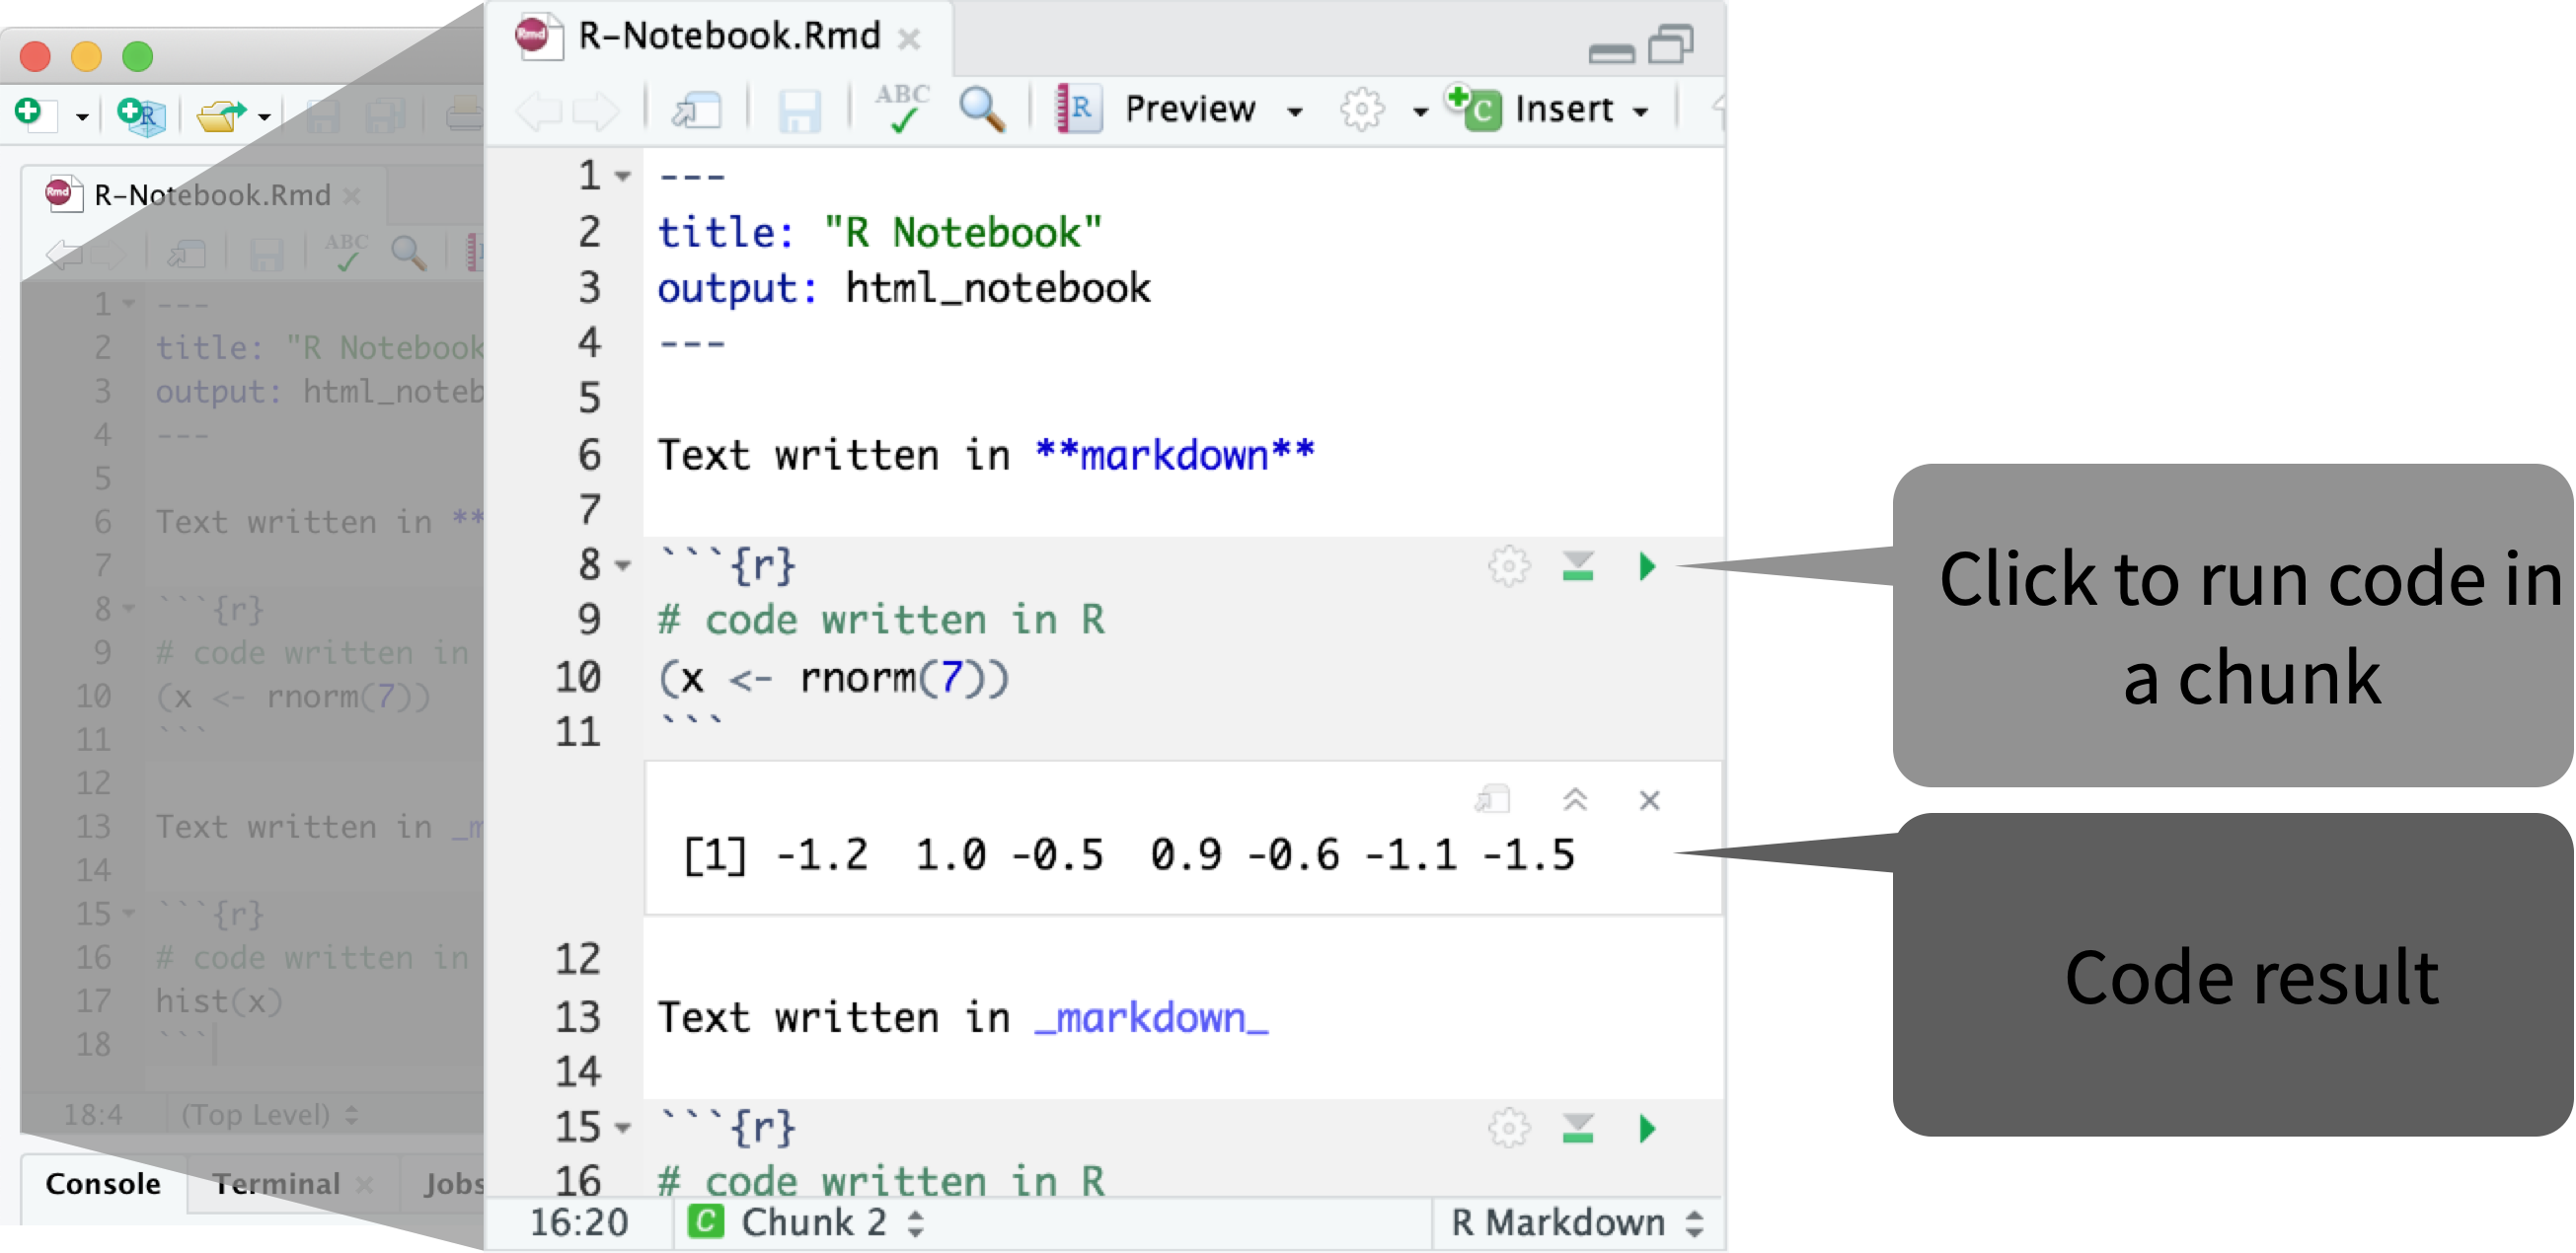 R-Notebook.Rmd
ABC
R-Notebook.Rmd
ABC R Preview C Insert
1 ---
2 title: "R Notebook
3 output: html_noteb
4 ---
5
6 Text written in **
7
8 ```{r}
9 # code written in
10 (x <- rnorm(7))
11 ```
12
13 Text written in _m
14
15 ```{r}
16 # code written in
17 hist(x)
18 ```
18:4 (Top Level)
Console Terminal Jobs
1 ---
2 title: "R Notebook"
3 output: html_notebook
4 ---
5
6 Text written in **markdown**
7
8 ```{r}
9 # code written in R
10 (x <- rnorm(7))
11 ```
[1] -1.2 1.0 -0.5 0.9 -0.6 -1.1 -1.5
12
13 Text written in _markdown_
14
15 ```{r}
16 # code written in R
16:20 C Chunk 2 R Markdown
Click to run code in
a chunk
Code result